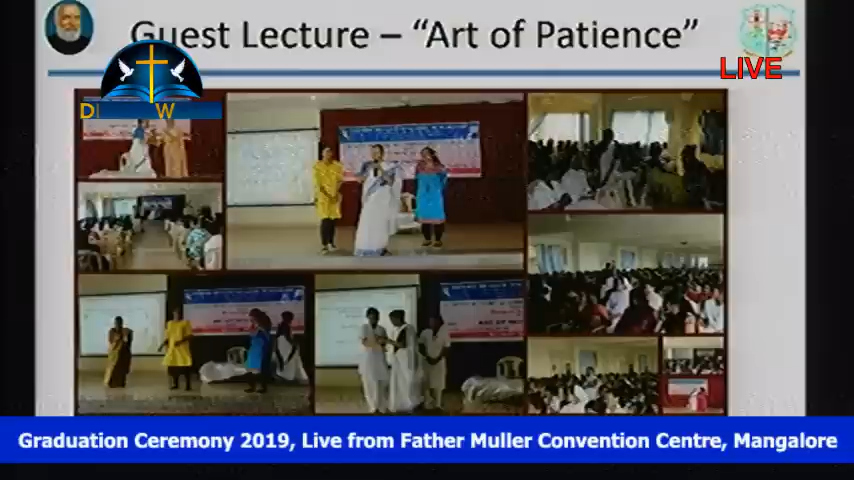 Guest Lecture – “Art of Patience”
LIVE
D W
Graduation Ceremony 2019, Live from Father Muller Convention Centre, Mangalore